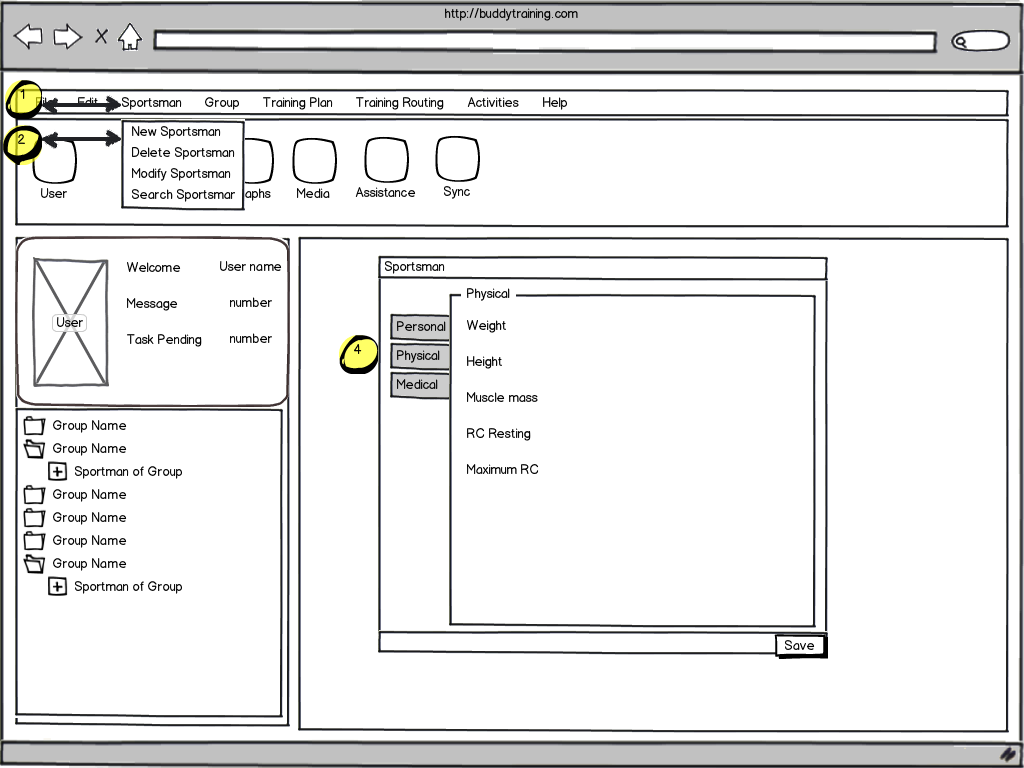 http://buddytraining.com
1
Edit Sportsman Group Training Plan Training Routing Activities Help
2
New Sportsman
Delete Sportsman
Modify Sportsman
Search Sportsmar
User aphs Media Assistance Sync
Welcome User name
Message number
User
Task Pending number
Sportsman
Physical
Personal
Physical
Medical
4
Weight
Height
Muscle mass
RC Resting
Maximum RC
Save
Group Name
Group Name
Sportman of Group
Group Name
Group Name
Group Name
Group Name
Sportman of Group